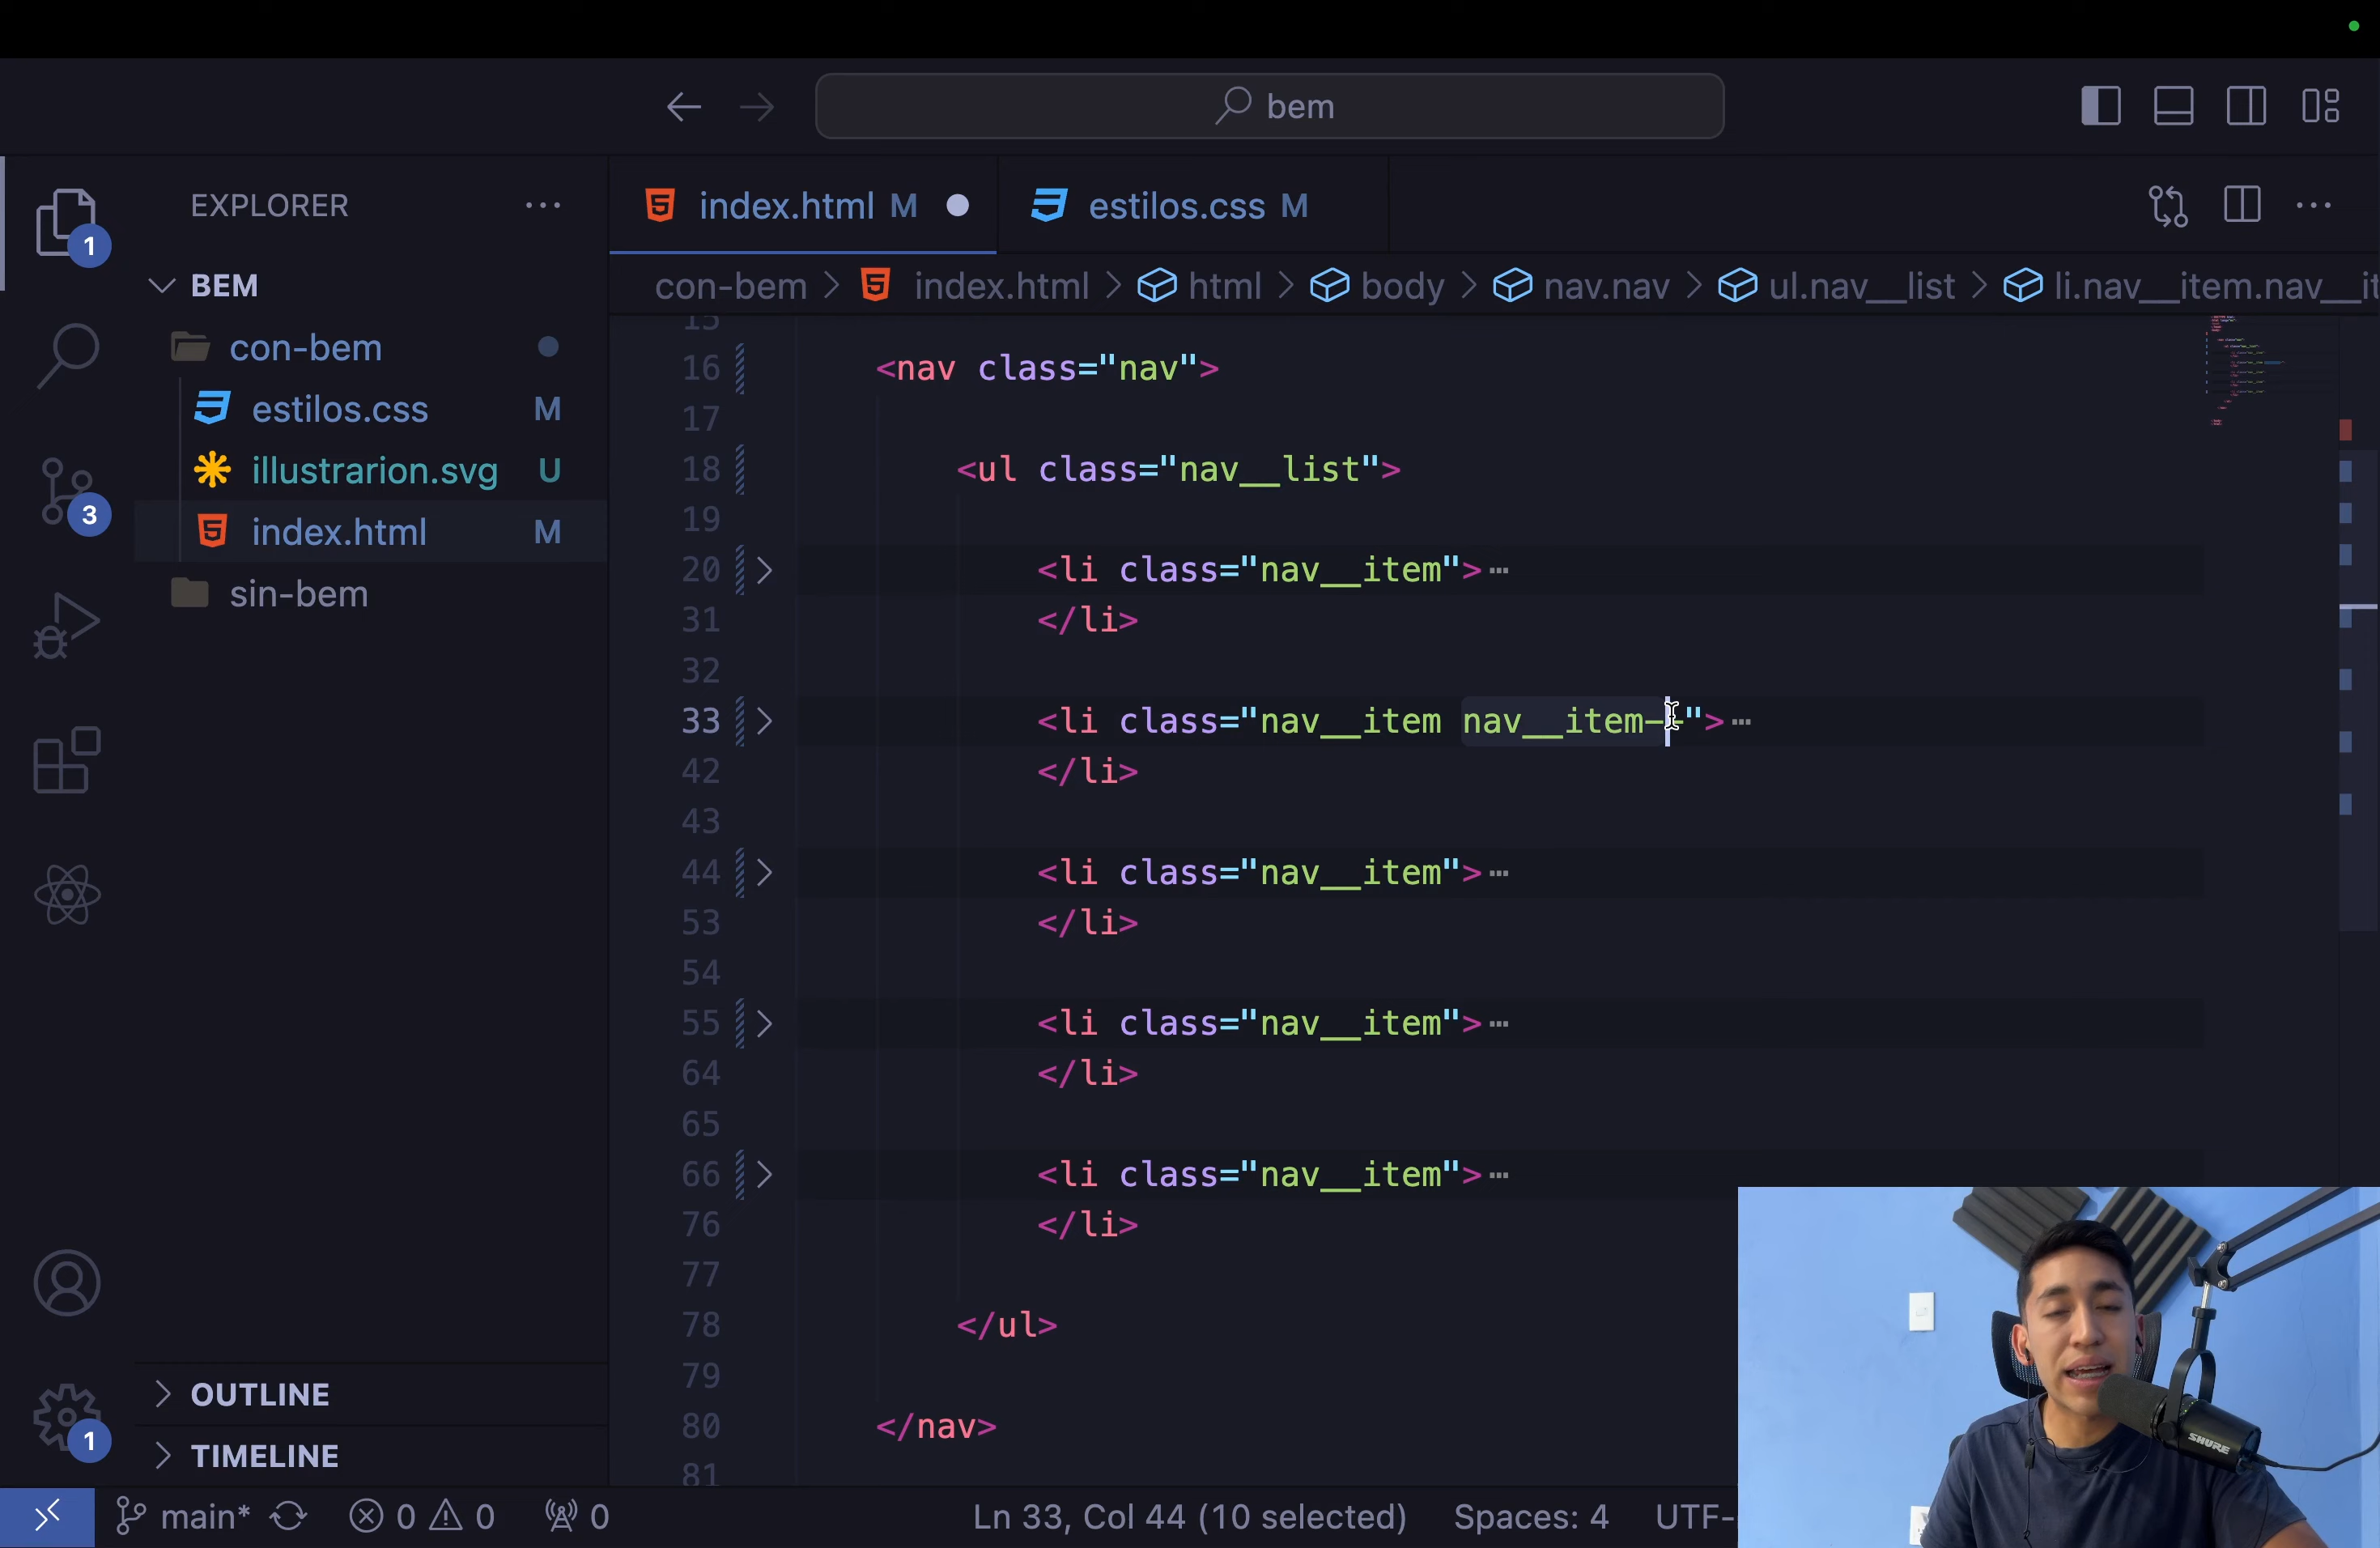 bem
EXPLORER
index.html M
estilos.css M
con-bem > index.html > html > body > nav.nav > ul.nav__list > li.nav__item.nav__it
1
BEM
con-bem
estilos.css M
illustrarion.svg U
index.html M
sin-bem
3
15
16 <nav class="nav">
17
18 <ul class="nav__list">
19
20 <li class="nav__item">
31 </li>
32
33 <li class="nav__item nav__item--">
42 </li>
43
44 <li class="nav__item">
53 </li>
54
55 <li class="nav__item">
64 </li>
65
66 <li class="nav__item">
76 </li>
77
78 </ul>
79
80 </nav>
81
OUTLINE
TIMELINE
1
SHURE
main* 0 0 0 Ln 33, Col 44 (10 selected) Spaces: 4 UTF-